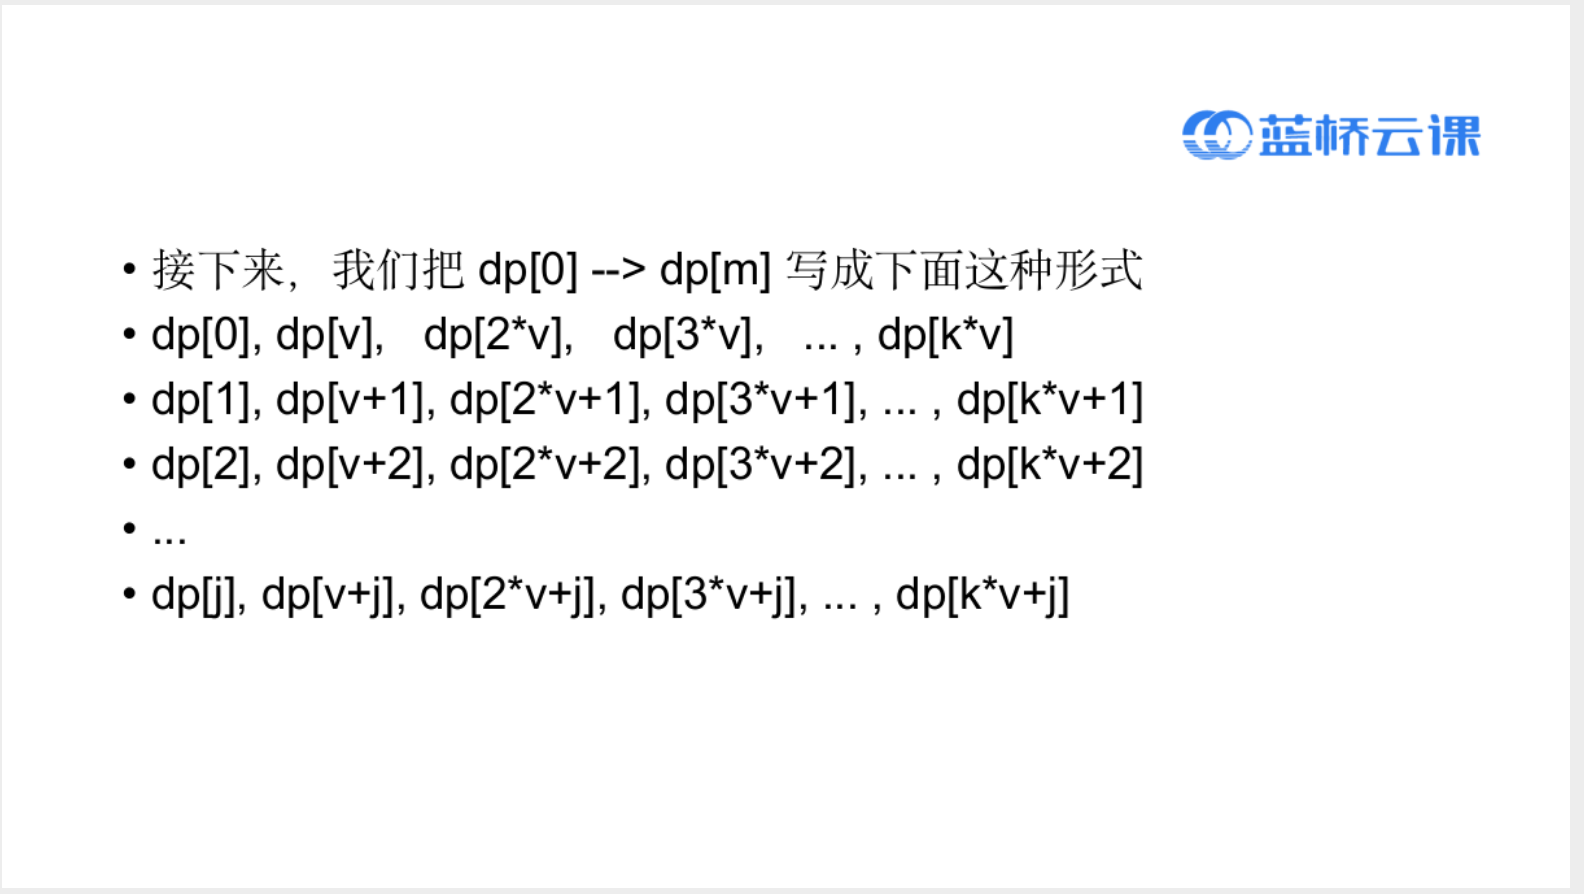 蓝桥云课
• 接下来，我们把 dp[0] --> dp[m] 写成下面这种形式
• dp[0], dp[v], dp[2*v], dp[3*v], ... , dp[k*v]
• dp[1], dp[v+1], dp[2*v+1], dp[3*v+1], ... , dp[k*v+1]
• dp[2], dp[v+2], dp[2*v+2], dp[3*v+2], ... , dp[k*v+2]
• ...
• dp[j], dp[v+j], dp[2*v+j], dp[3*v+j], ... , dp[k*v+j]